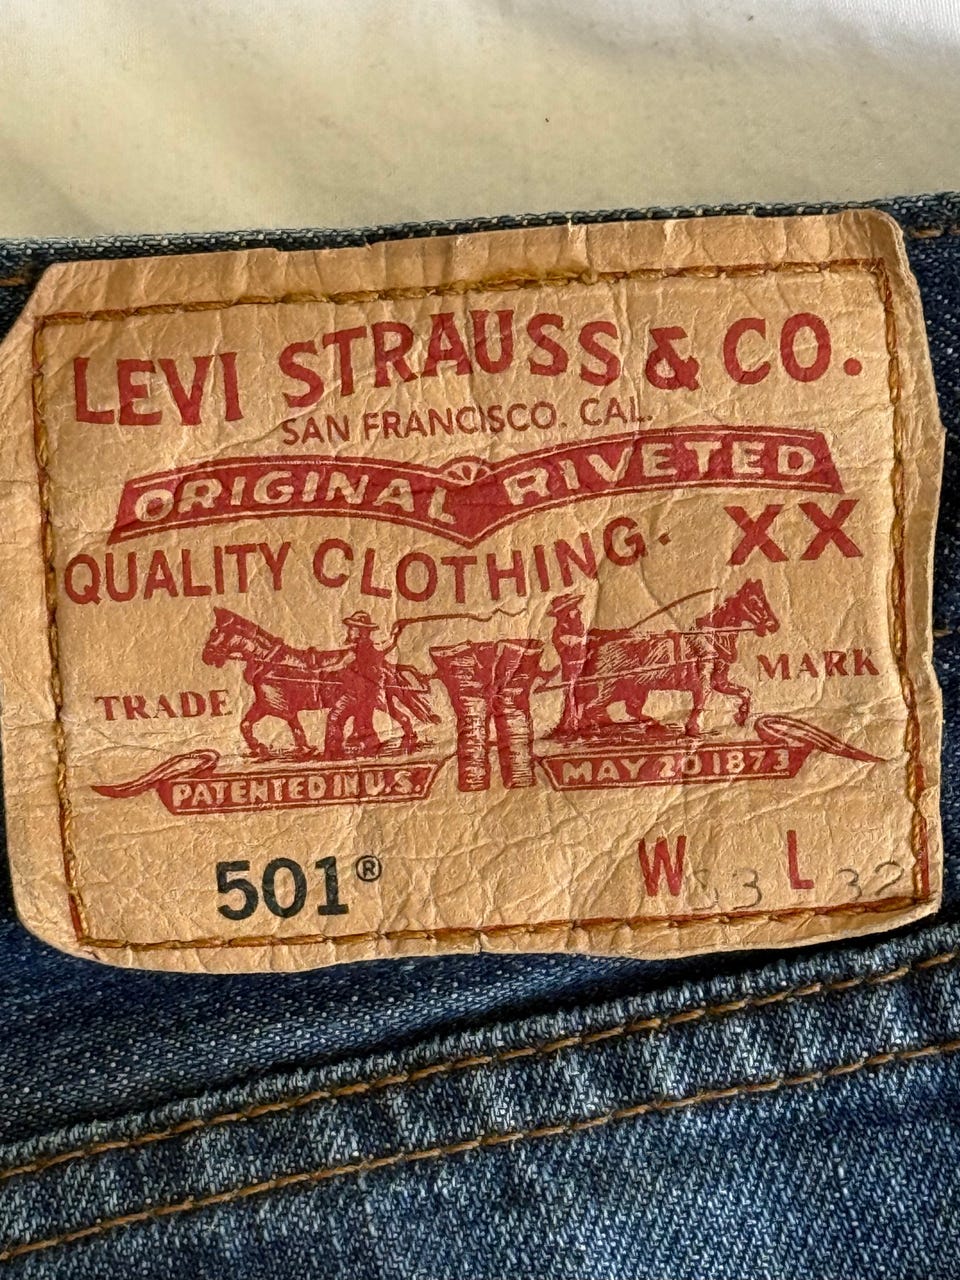 LEVI STRAUSS & CO.
SAN FRANCISCO. CAL.
ORIGINAL RIVETED
QUALITY CLOTHING. XX
TRADE MARK
PATENTED IN U.S. MAY 20 1873
501® W 33 L 32